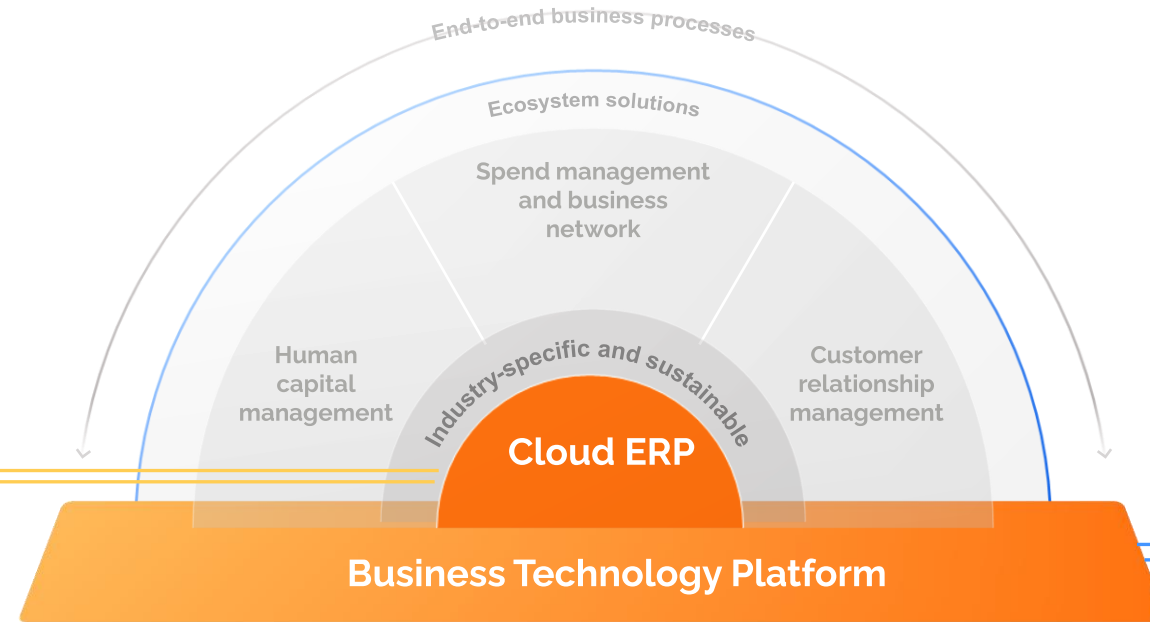 End-to-end business processes
Ecosystem solutions
Spend management
and business
network
Industry-specific and sustainable
Human
capital
management
Customer
relationship
management
Cloud ERP
Business Technology Platform